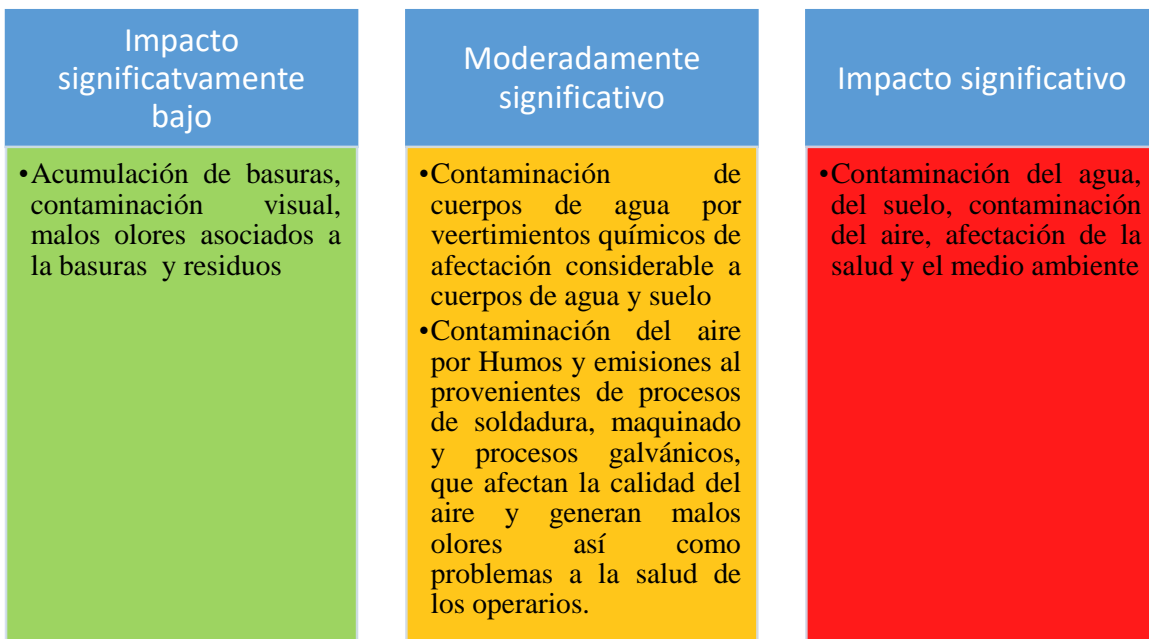 Impacto
significatvamente
bajo
•Acumulación de basuras,
contaminación visual,
malos olores asociados a
la basuras y residuos
Moderadamente
significativo
•Contaminación de
cuerpos de agua por
veertimientos químicos de
afectación considerable a
cuerpos de agua y suelo
•Contaminación del aire
por Humos y emisiones al
provenientes de procesos
de soldadura, maquinado
y procesos galvánicos,
que afectan la calidad del
aire y generan malos
olores así como
problemas a la salud de
los operarios.
Impacto significativo
•Contaminación del agua,
del suelo, contaminación
del aire, afectación de la
salud y el medio ambiente